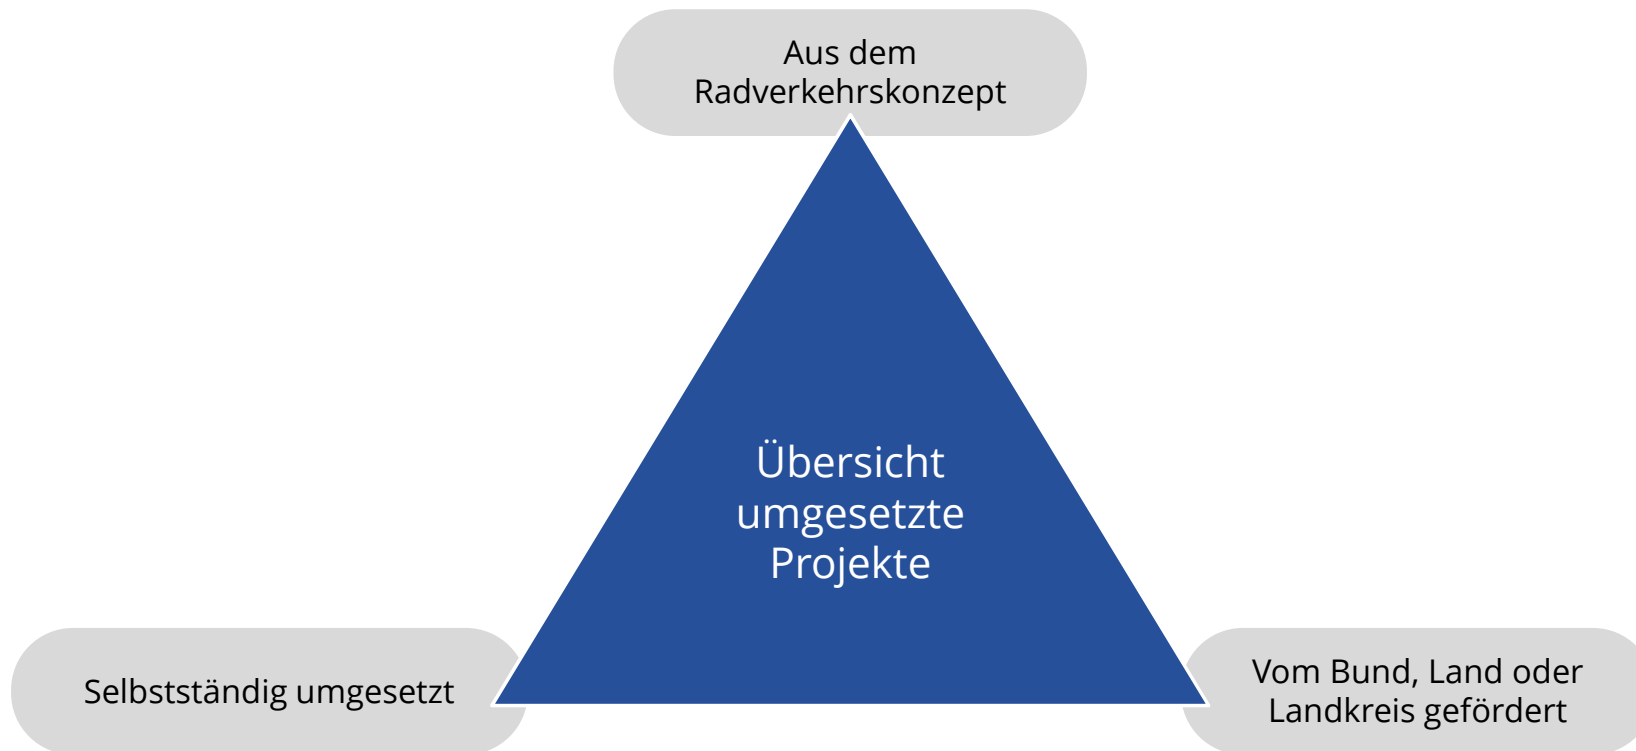 Aus dem
Radverkehrskonzept
Übersicht
umgesetzte
Projekte
Selbstständig umgesetzt
Vom Bund, Land oder
Landkreis gefördert